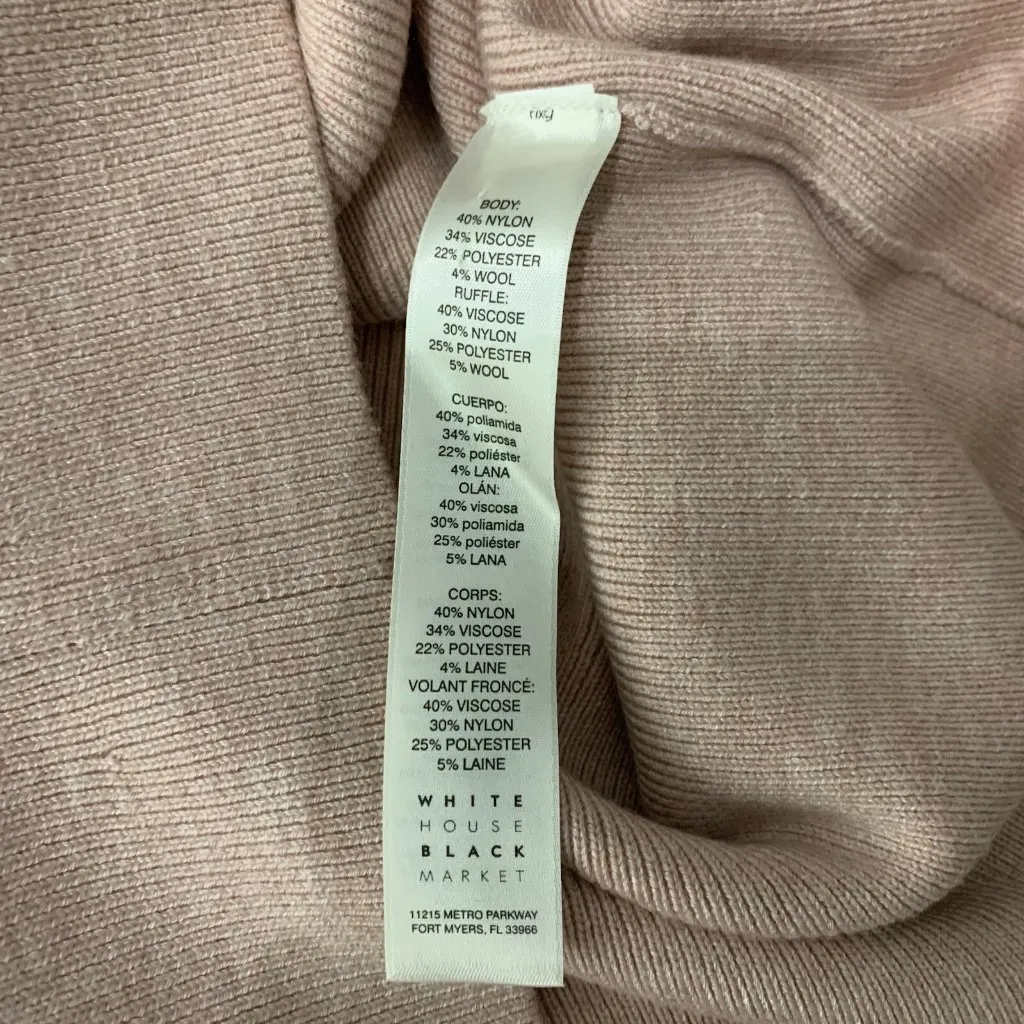 BODY:
40% NYLON
34% VISCOSE
22% POLYESTER
4% WOOL
RUFFLE:
40% VISCOSE
30% NYLON
25% POLYESTER
5% WOOL
CUERPO:
40% poliamida
34% viscosa
22% poliéster
4% LANA
OLÁN:
40% viscosa
30% poliamida
25% poliéster
5% LANA
CORPS:
40% NYLON
34% VISCOSE
22% POLYESTER
4% LAINE
VOLANT FRONCÉ:
40% VISCOSE
30% NYLON
25% POLYESTER
5% LAINE
WHITE
HOUSE
BLACK
MARKET
11215 METRO PARKWAY
FORT MYERS, FL 33966